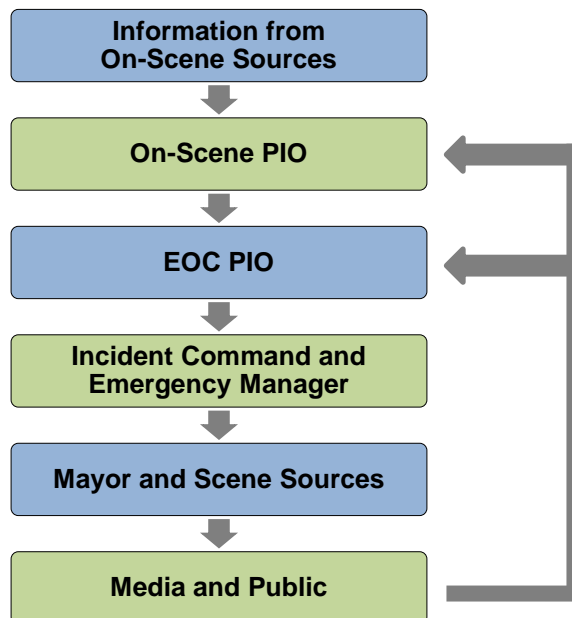 Information from
On-Scene Sources
On-Scene PIO
EOC PIO
Incident Command and
Emergency Manager
Mayor and Scene Sources
Media and Public